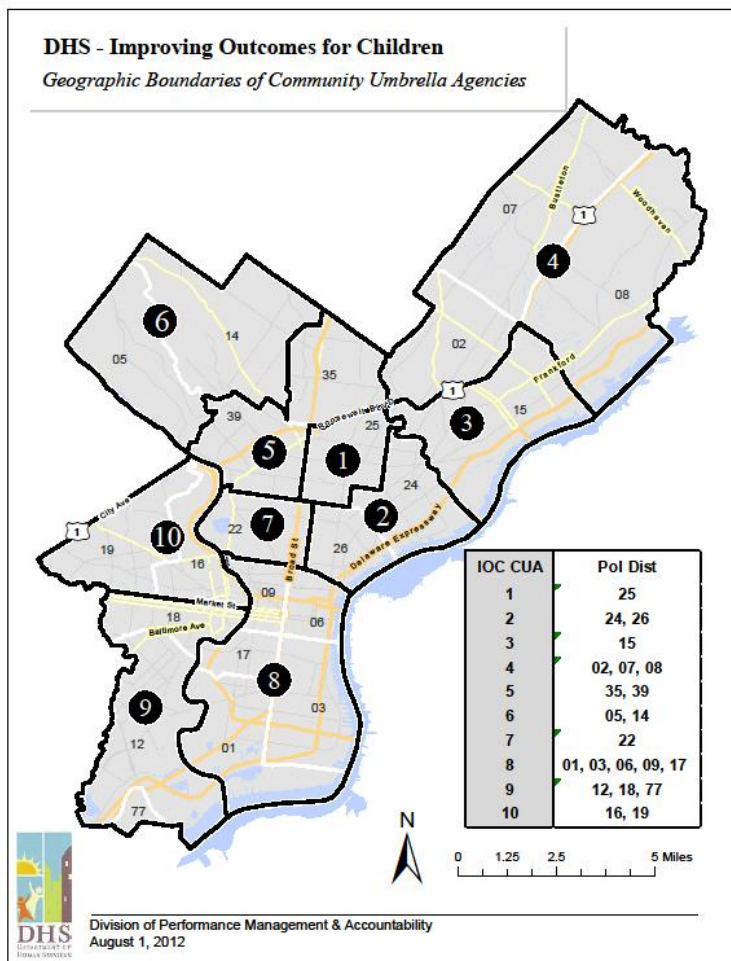 DHS - Improving Outcomes for Children
Geographic Boundaries of Community Umbrella Agencies
07
Bustleton
Woodhaven
1
4
08
6
14
05
35
02
1
Frankford
39
Roosevelt Blvd
25
3
15
5
1
24
2
City Ave
1
10
22
7
19
16
26
Delaware Expressway
Broad St
Market St
09
18
06
Baltimore Ave
17
8
9
03
12
01
77
IOC CUA Pol Dist
1 25
2 24, 26
3 15
4 02, 07, 08
5 35, 39
6 05, 14
7 22
8 01, 03, 06, 09, 17
9 12, 18, 77
10 16, 19
N
0 1.25 2.5 5 Miles
DHS
DEPARTMENT OF
HUMAN SERVICES
Division of Performance Management & Accountability
August 1, 2012